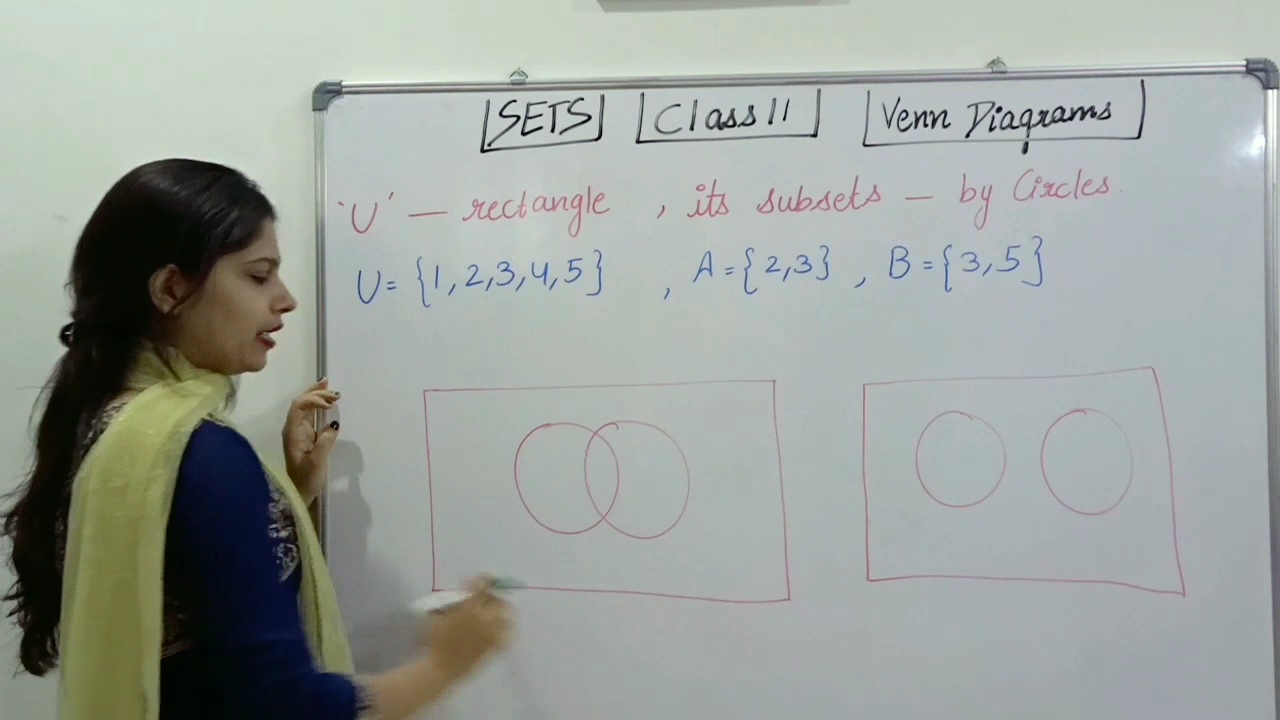 SETS Class 11 Venn Diagrams
'U' — rectangle , its subsets — by Circles.
U = {1,2,3,4,5} , A = {2,3} , B = {3,5}